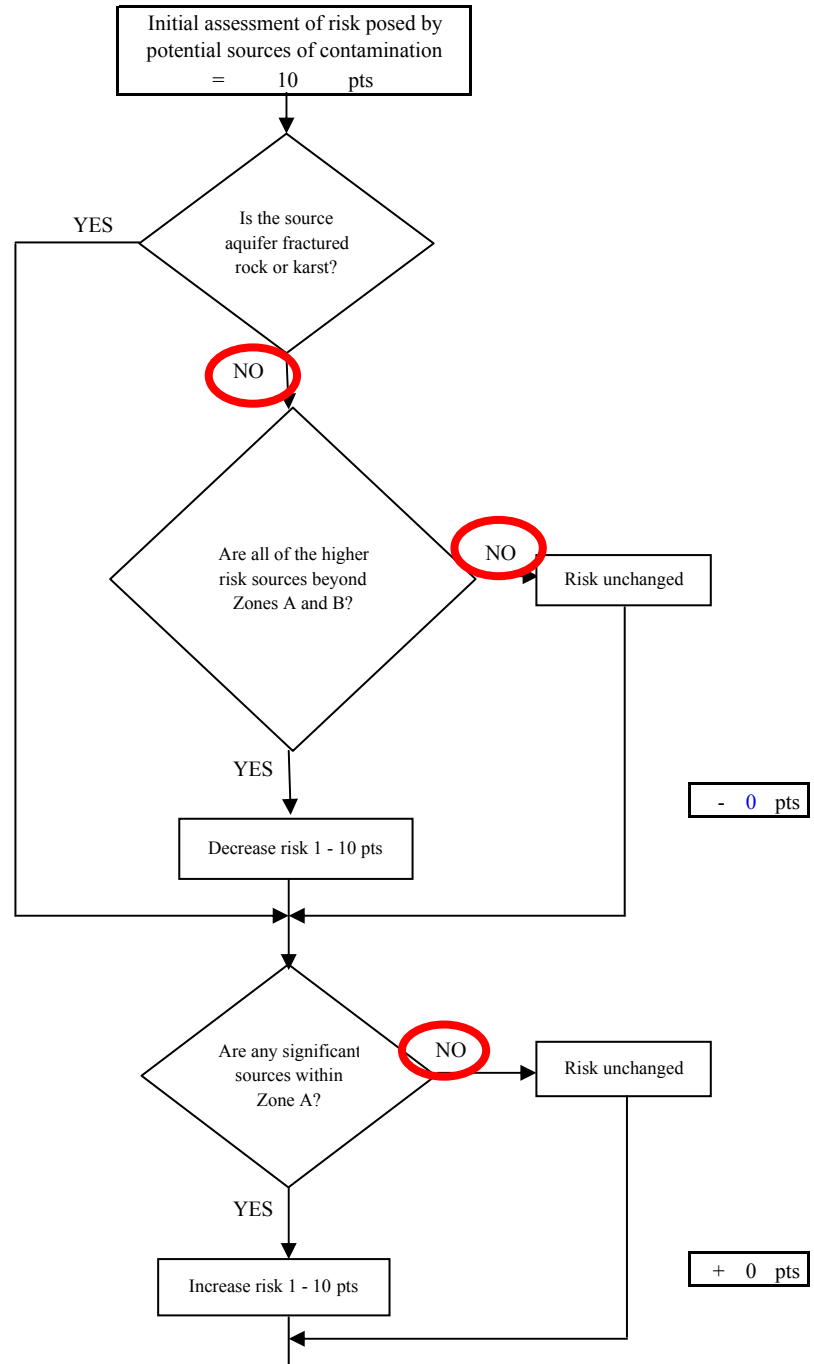 Initial assessment of risk posed by
potential sources of contamination
= 10 pts
YES
Is the source
aquifer fractured
rock or karst?
NO
Are all of the higher
risk sources beyond
Zones A and B?
NO
Risk unchanged
YES
- 0 pts
Decrease risk 1 - 10 pts
Are any significant
sources within
Zone A?
NO
Risk unchanged
YES
+ 0 pts
Increase risk 1 - 10 pts